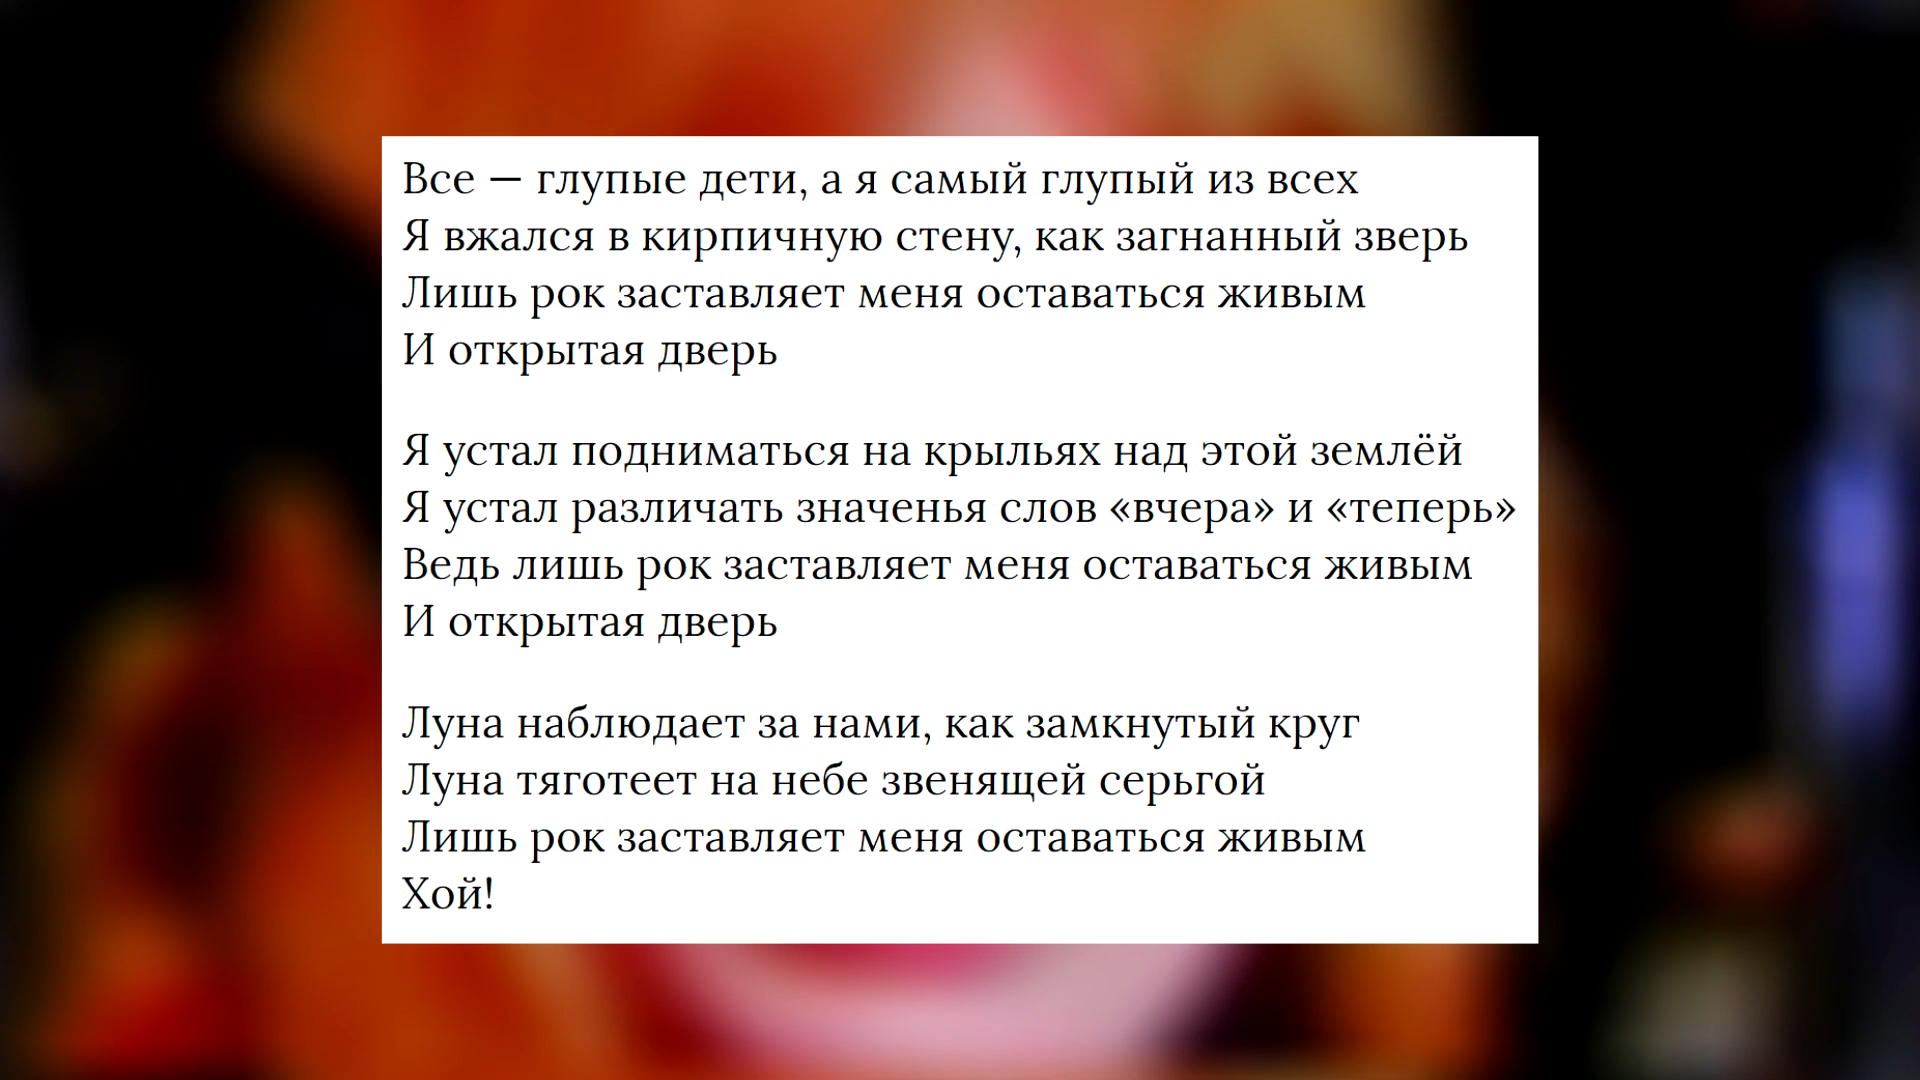 Все — глупые дети, а я самый глупый из всех
Я вжался в кирпичную стену, как загнанный зверь
Лишь рок заставляет меня оставаться живым
И открытая дверь
Я устал подниматься на крыльях над этой землёй
Я устал различать значенья слов «вчера» и «теперь»
Ведь лишь рок заставляет меня оставаться живым
И открытая дверь
Луна наблюдает за нами, как замкнутый круг
Луна тяготеет на небе звенящей серьгой
Лишь рок заставляет меня оставаться живым
Хой!